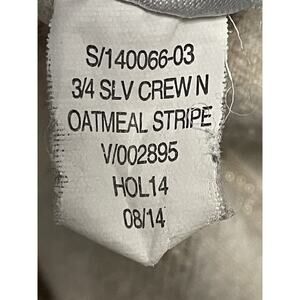 S/140066-03
3/4 SLV CREW N
OATMEAL STRIPE
V/002895
HOL14
08/14